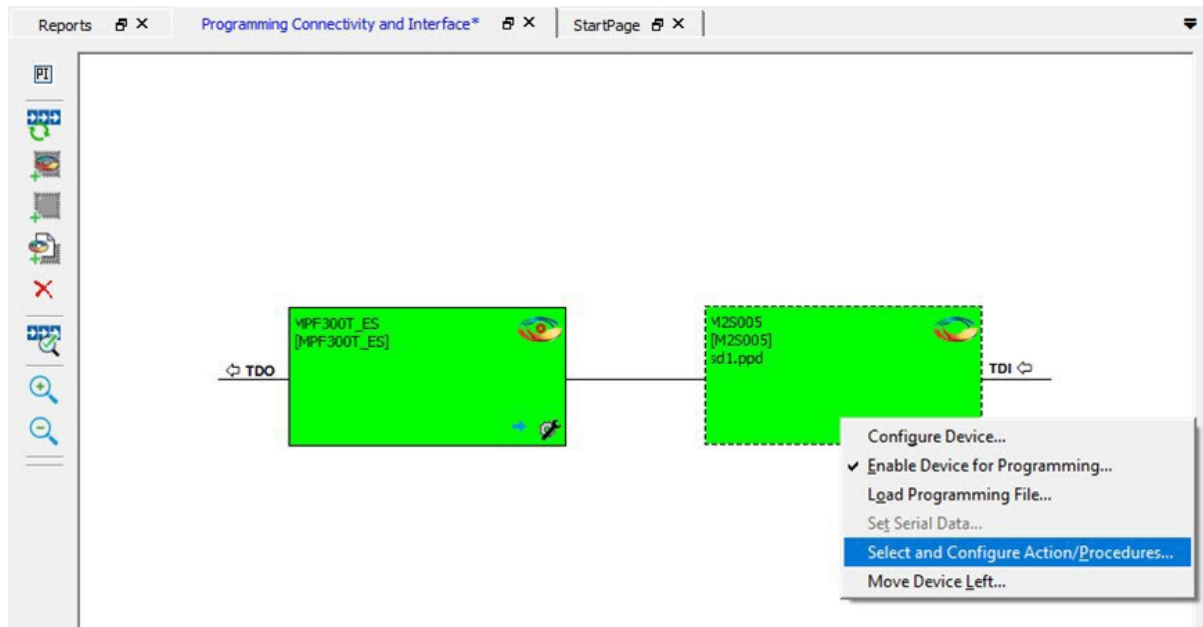 Reports
Programming Connectivity and Interface*
StartPage
PI
MPF300T_ES
[MPF300T_ES]
TDO
M2S005
[M2S005]
sd1.ppd
TDI
Configure Device...
Enable Device for Programming...
Load Programming File...
Set Serial Data...
Select and Configure Action/Procedures...
Move Device Left...